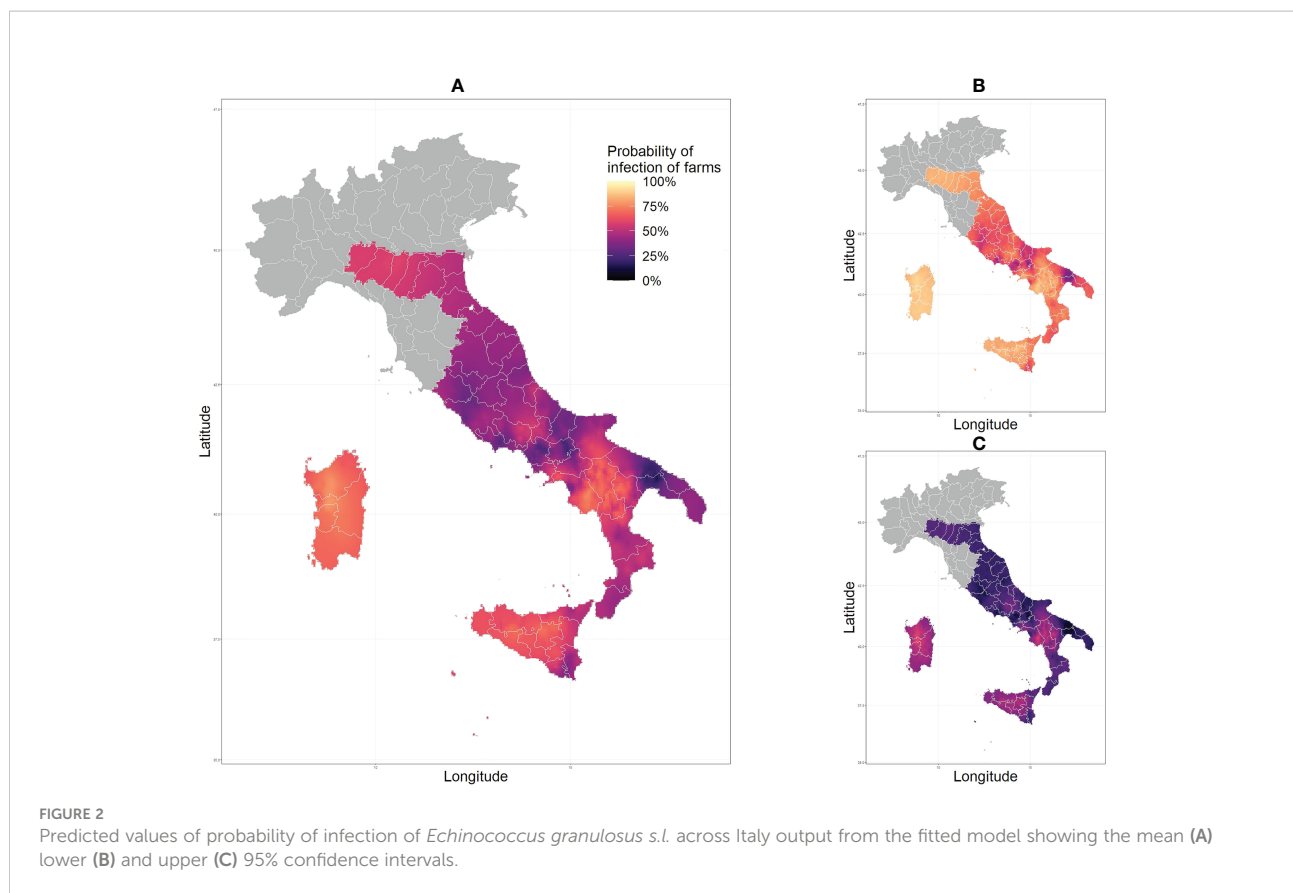 A
Probability of
infection of farms
100%
75%
50%
25%
0%
Latitude
Longitude
B
Latitude
Longitude
C
Latitude
Longitude
FIGURE 2
Predicted values of probability of infection of Echinococcus granulosus s.l. across Italy output from the fitted model showing the mean (A)
lower (B) and upper (C) 95% confidence intervals.